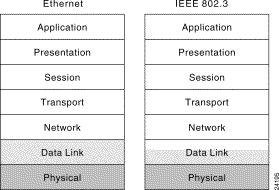 Ethernet IEEE 802.3
Application Application
Presentation Presentation
Session Session
Transport Transport
Network Network
Data Link Data Link
Physical Physical